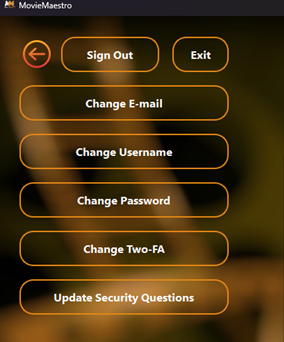 MovieMaestro
Sign Out Exit
Change E-mail
Change Username
Change Password
Change Two-FA
Update Security Questions